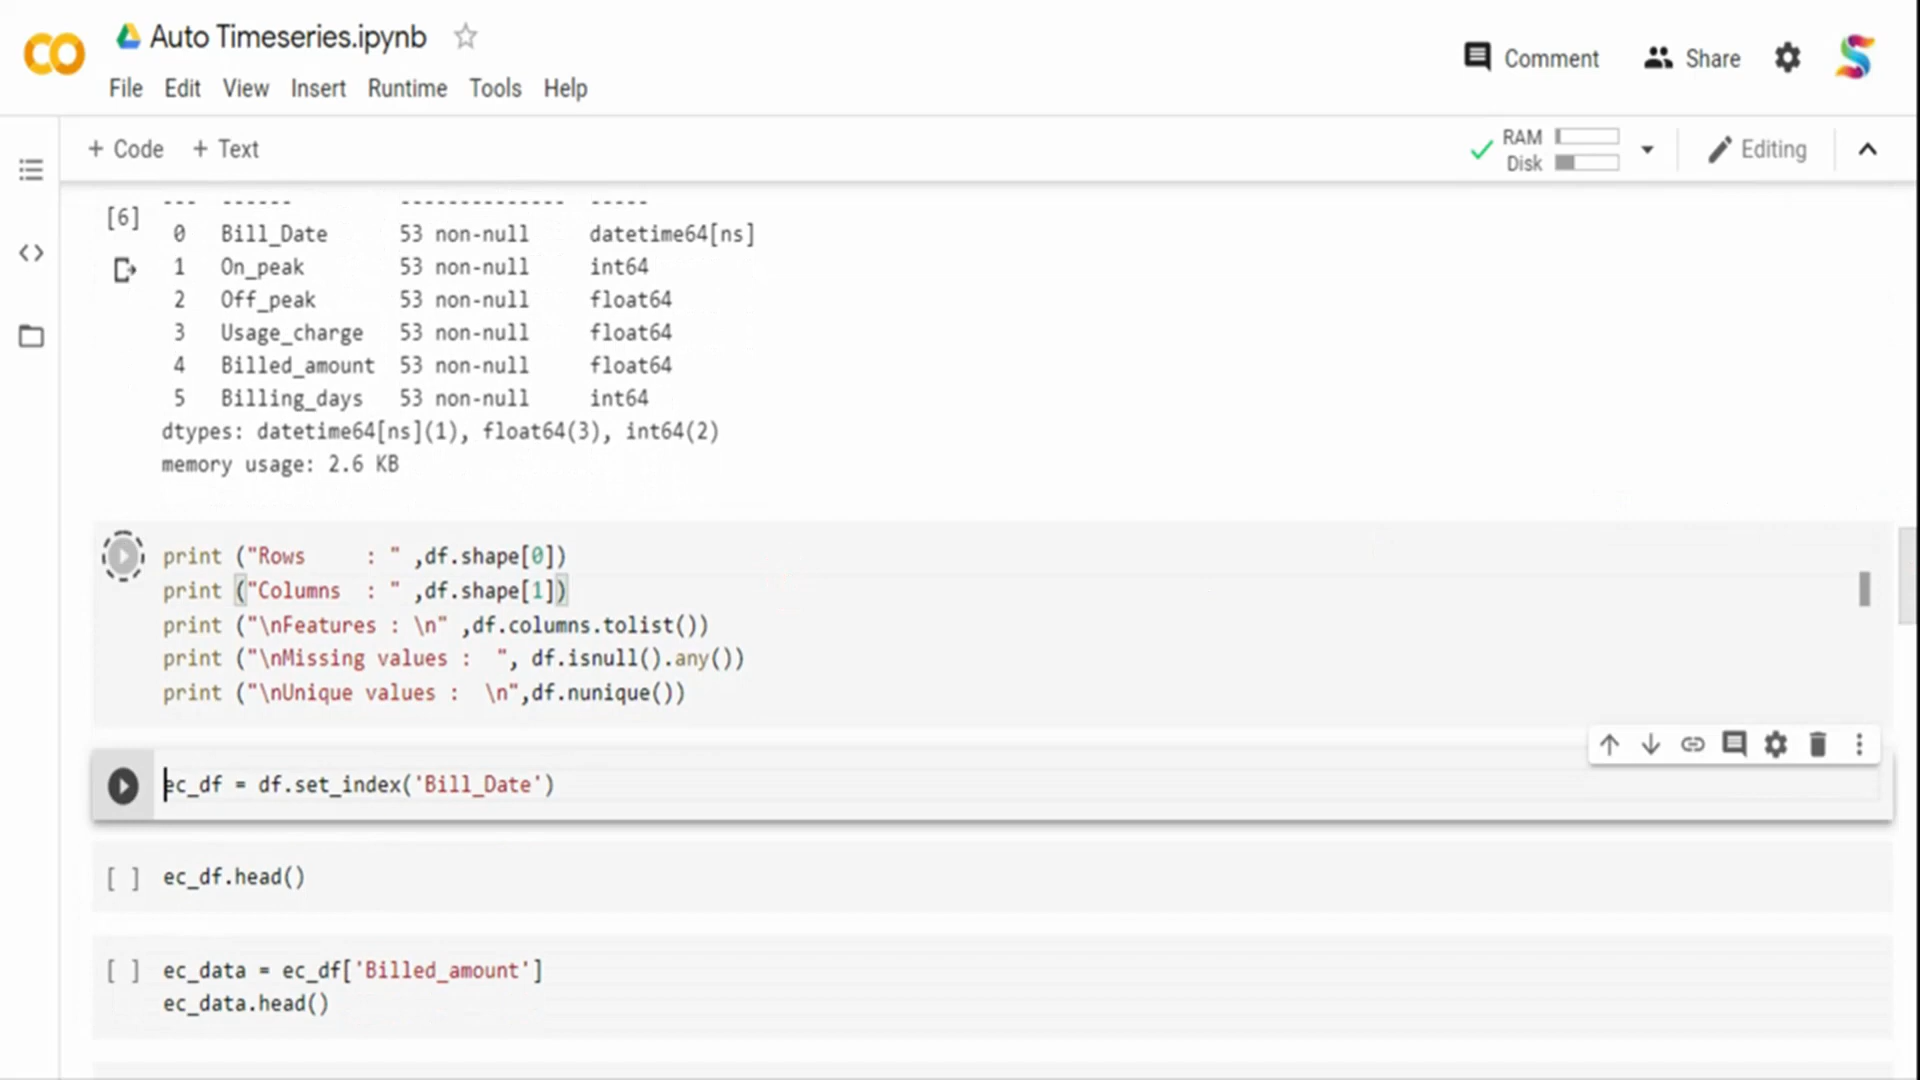 Auto Timeseries.ipynb
File Edit View Insert Runtime Tools Help
Comment Share
+ Code + Text
RAM
Disk
Editing
--- ------ -------------- -----
[6]
0 Bill_Date 53 non-null datetime64[ns]
1 On_peak 53 non-null int64
2 Off_peak 53 non-null float64
3 Usage_charge 53 non-null float64
4 Billed_amount 53 non-null float64
5 Billing_days 53 non-null int64
dtypes: datetime64[ns](1), float64(3), int64(2)
memory usage: 2.6 KB
print ("Rows     : " ,df.shape[0])
print ("Columns  : " ,df.shape[1])
print ("\nFeatures : \n" ,df.columns.tolist())
print ("\nMissing values :  ", df.isnull().any())
print ("\nUnique values :  \n",df.nunique())
ec_df = df.set_index('Bill_Date')
[ ] ec_df.head()
[ ] ec_data = ec_df['Billed_amount']
ec_data.head()